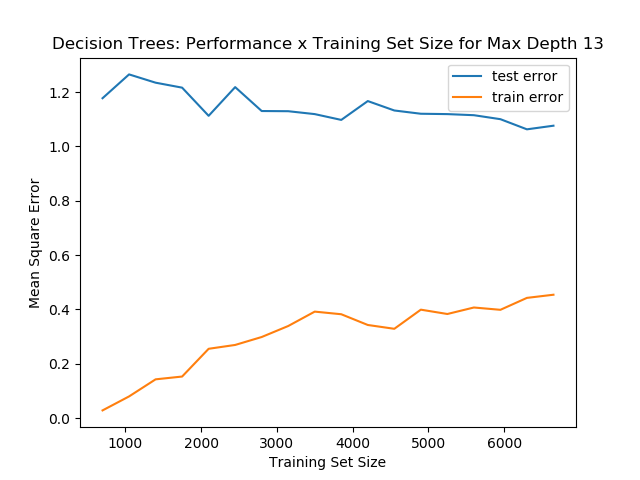 Decision Trees: Performance x Training Set Size for Max Depth 13
test error
train error
1.2
1.0
0.8
0.6
0.4
0.2
0.0
Mean Square Error
1000 2000 3000 4000 5000 6000
Training Set Size